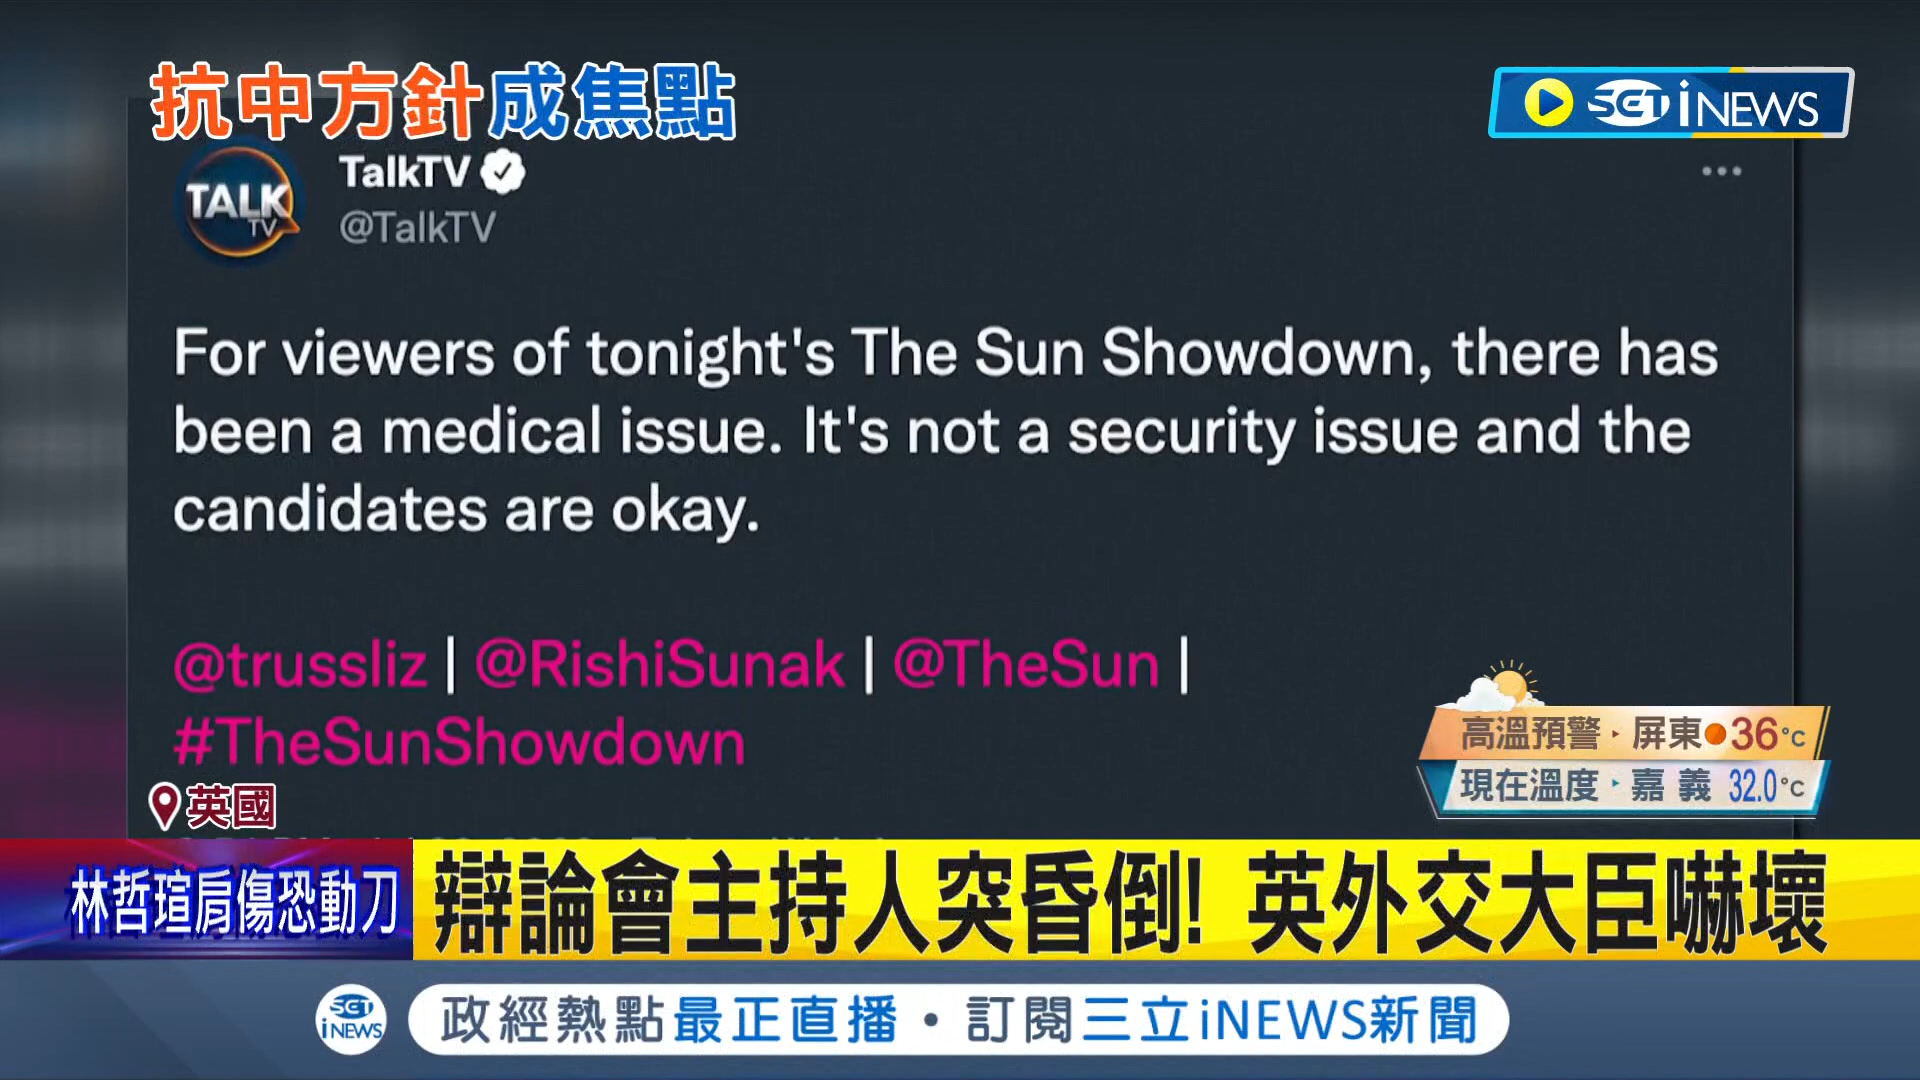 抗中方針成焦點
SET iNEWS
TALK TV
TalkTV
@TalkTV
For viewers of tonight's The Sun Showdown, there has
been a medical issue. It's not a security issue and the
candidates are okay.
@trussliz | @RishiSunak | @TheSun |
#TheSunShowdown
高溫預警 屏東 36°C
現在溫度 嘉義 32.0°C
英國
林哲瑄肩傷恐動刀
辯論會主持人突昏倒! 英外交大臣嚇壞
SET iNEWS
政經熱點最正直播・訂閱三立iNEWS新聞